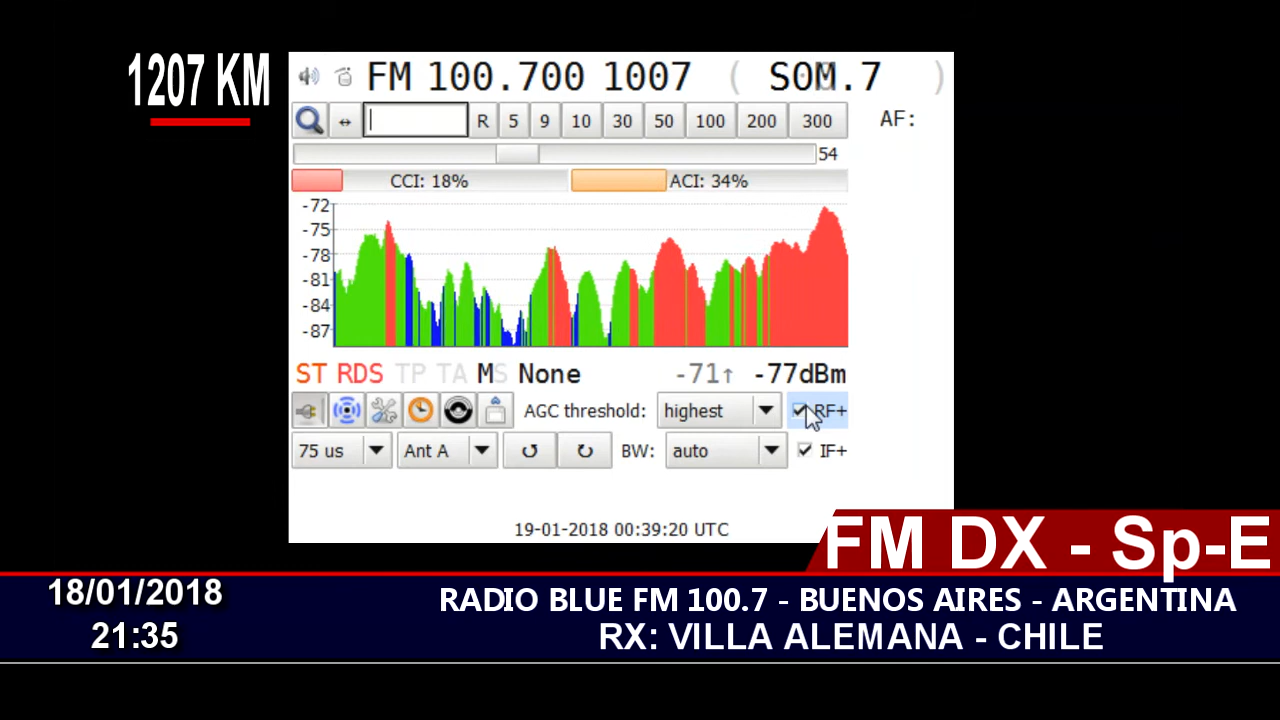 1207 KM
FM 100.700 1007 ( SOM.7 )
R 5 9 10 30 50 100 200 300 AF:
54
CCI: 18% ACI: 34%
-72
-75
-78
-81
-84
-87
ST RDS TP TA MS None -71↑ -77dBm
AGC threshold: highest RF+
75 us Ant A ↺ ↻ BW: auto IF+
19-01-2018 00:39:20 UTC
FM DX - Sp-E
18/01/2018
21:35
RADIO BLUE FM 100.7 - BUENOS AIRES - ARGENTINA
RX: VILLA ALEMANA - CHILE